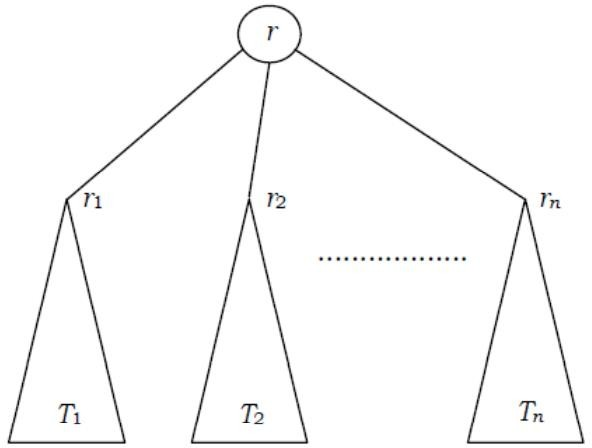 r
r₁ r₂ rₙ
..................
T₁ T₂ Tₙ